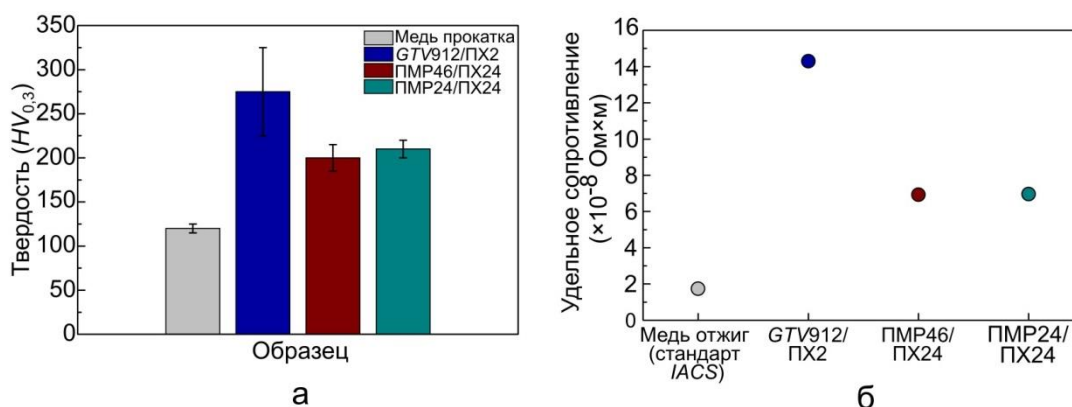 Твердость (HV0,3)
350
300
250
200
150
100
50
0
Медь прокатка
GTV912/ПХ2
ПМР46/ПХ24
ПМР24/ПХ24
Образец
а
Удельное сопротивление
(×10-8 Ом×м)
16
14
12
10
8
6
4
2
0
Медь отжиг
(стандарт
IACS)
GTV912/
ПХ2
ПМР46/
ПХ24
ПМР24/
ПХ24
б